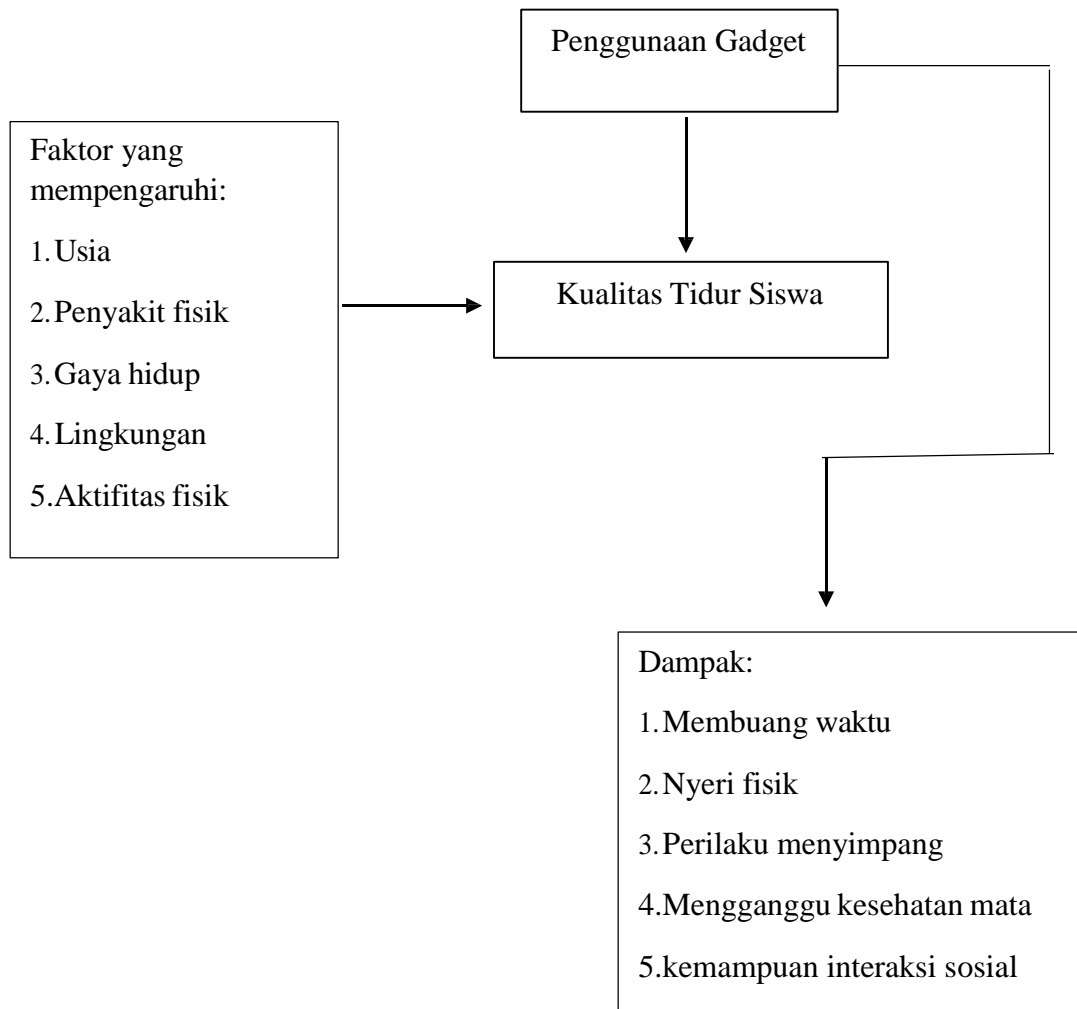 Penggunaan Gadget
Faktor yang
mempengaruhi:
1.Usia
2.Penyakit fisik
3.Gaya hidup
4.Lingkungan
5.Aktifitas fisik
Kualitas Tidur Siswa
Dampak:
1.Membuang waktu
2.Nyeri fisik
3.Perilaku menyimpang
4.Mengganggu kesehatan mata
5.kemampuan interaksi sosial